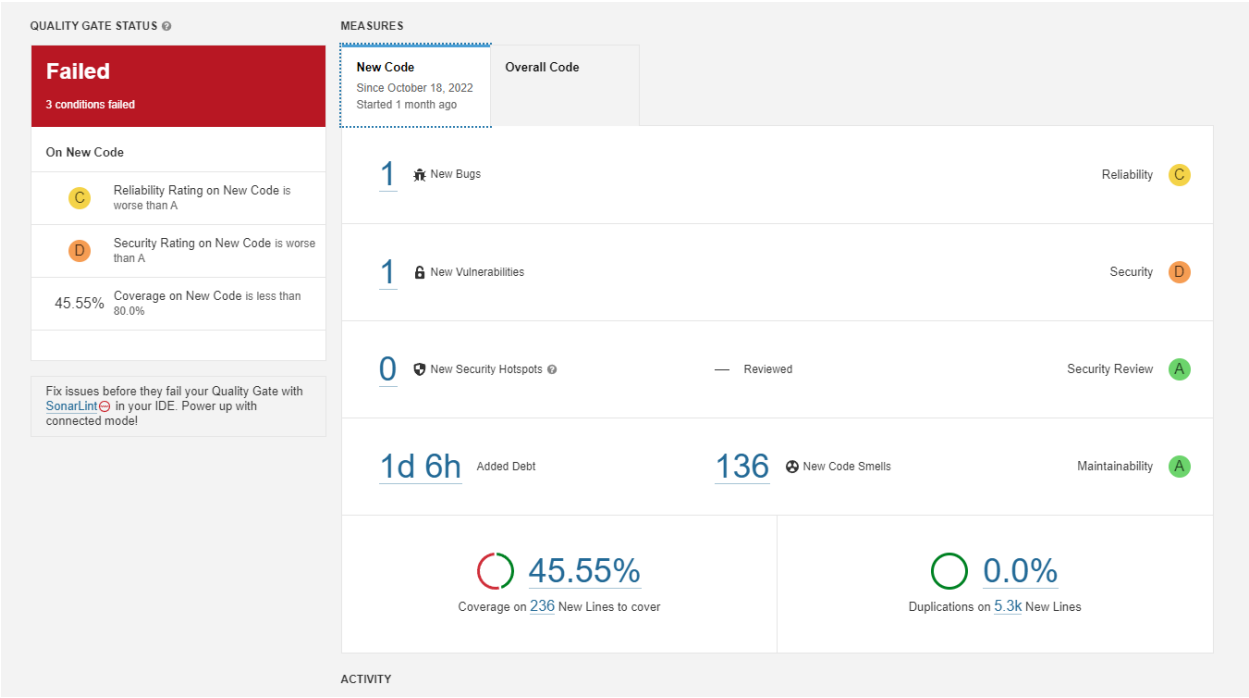 QUALITY GATE STATUS
Failed
3 conditions failed
On New Code
C
Reliability Rating on New Code is
worse than A
D
Security Rating on New Code is worse
than A
45.55%
Coverage on New Code is less than
80.0%
Fix issues before they fail your Quality Gate with
SonarLint in your IDE. Power up with
connected mode!
MEASURES
New Code
Since October 18, 2022
Started 1 month ago
Overall Code
1 New Bugs
Reliability C
1 New Vulnerabilities
Security D
0 New Security Hotspots
— Reviewed
Security Review A
1d 6h Added Debt
136 New Code Smells
Maintainability A
45.55%
Coverage on 236 New Lines to cover
0.0%
Duplications on 5.3k New Lines
ACTIVITY